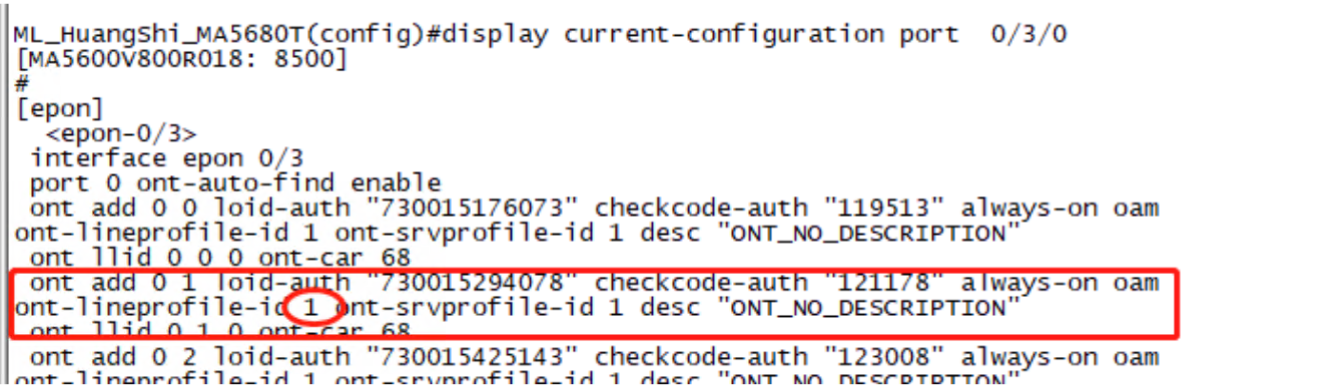 ML_HuangShi_MA5680T(config)#display current-configuration port  0/3/0
[MA5600V800R018: 8500]
#
[epon]
  <epon-0/3>
 interface epon 0/3
 port 0 ont-auto-find enable
 ont add 0 0 loid-auth "730015176073" checkcode-auth "119513" always-on oam
ont-lineprofile-id 1 ont-srvprofile-id 1 desc "ONT_NO_DESCRIPTION"
 ont llid 0 0 0 ont-car 68
 ont add 0 1 loid-auth "730015294078" checkcode-auth "121178" always-on oam
ont-lineprofile-id 1 ont-srvprofile-id 1 desc "ONT_NO_DESCRIPTION"
 ont llid 0 1 0 ont-car 68
 ont add 0 2 loid-auth "730015425143" checkcode-auth "123008" always-on oam
ont-lineprofile-id 1 ont-srvprofile-id 1 desc "ONT_NO_DESCRIPTION"